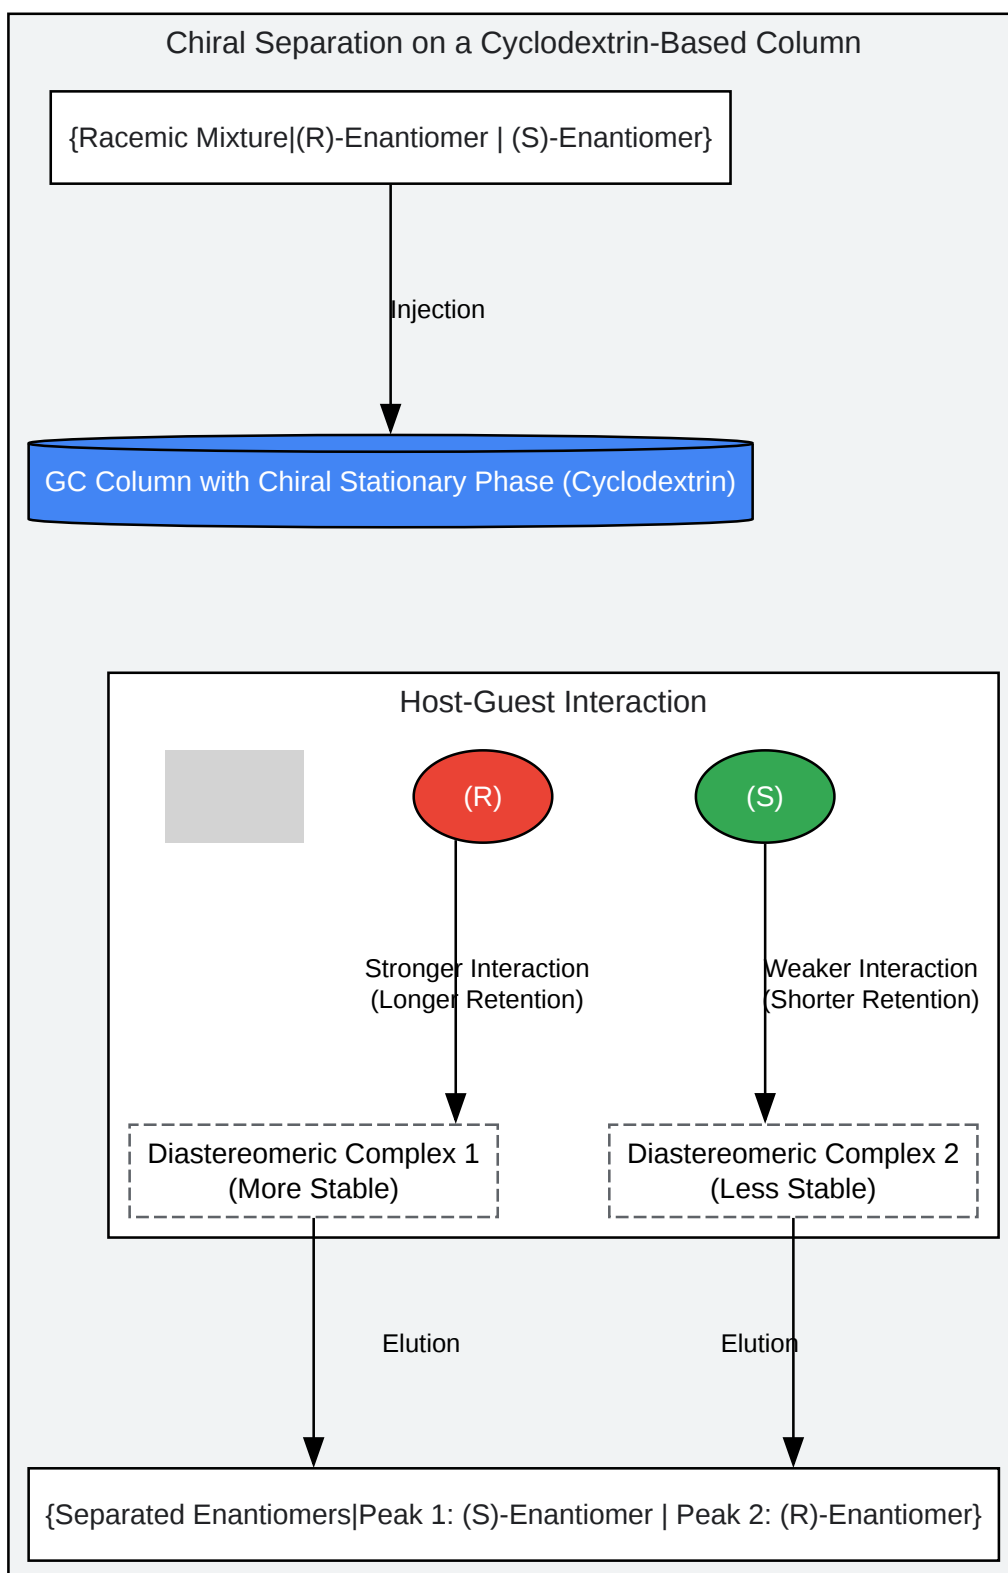 Chiral Separation on a Cyclodextrin-Based Column
{Racemic Mixture|(R)-Enantiomer | (S)-Enantiomer}
Injection
GC Column with Chiral Stationary Phase (Cyclodextrin)
Host-Guest Interaction
(R)
(S)
Stronger Interaction
(Longer Retention)
Weaker Interaction
(Shorter Retention)
Diastereomeric Complex 1
(More Stable)
Diastereomeric Complex 2
(Less Stable)
Elution
Elution
{Separated Enantiomers|Peak 1: (S)-Enantiomer | Peak 2: (R)-Enantiomer}